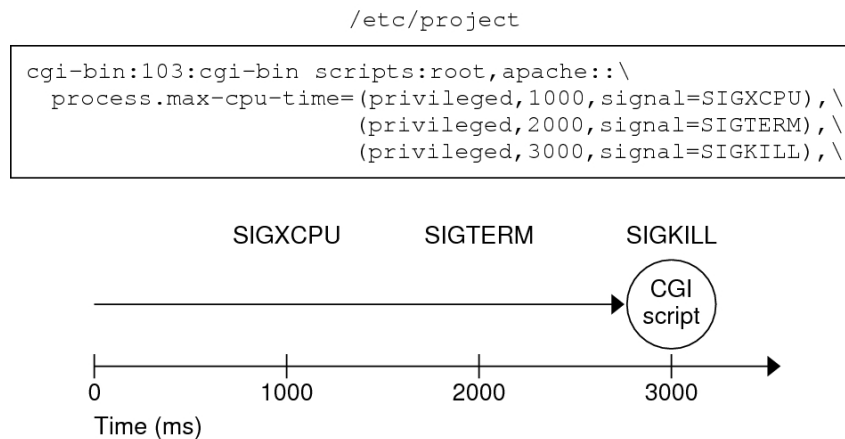 /etc/project
cgi-bin:103:cgi-bin scripts:root,apache::\
process.max-cpu-time=(privileged,1000,signal=SIGXCPU),\
(privileged,2000,signal=SIGTERM),\
(privileged,3000,signal=SIGKILL),\
SIGXCPU SIGTERM SIGKILL
CGI
script
0 1000 2000 3000
Time (ms)